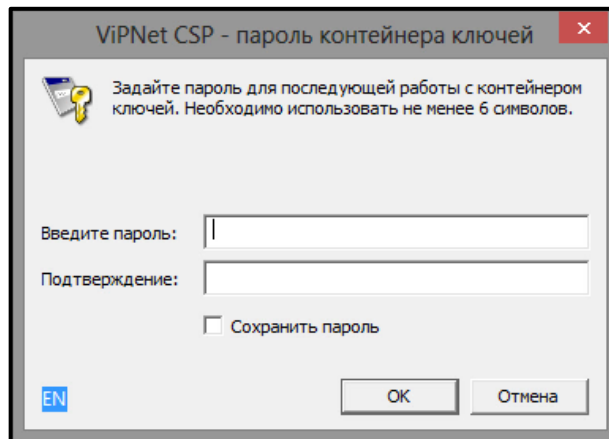 ViPNet CSP - пароль контейнера ключей
Задайте пароль для последующей работы с контейнером
ключей. Необходимо использовать не менее 6 символов.
Введите пароль:
Подтверждение:
Сохранить пароль
EN
OK
Отмена